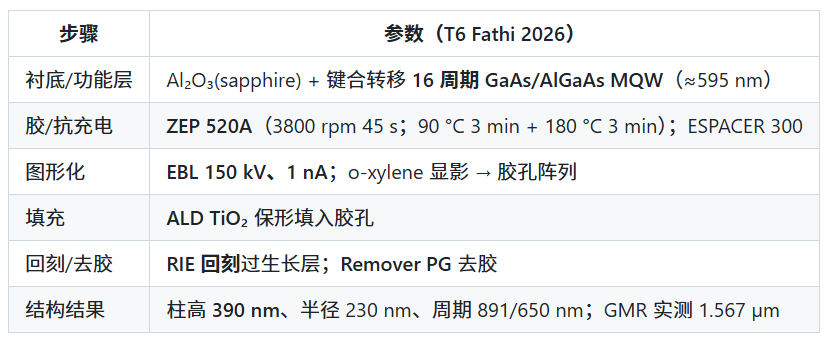 步骤 参数（T6 Fathi 2026）
衬底/功能层 Al₂O₃(sapphire) + 键合转移 16 周期 GaAs/AlGaAs MQW（≈595 nm）
胶/抗充电 ZEP 520A（3800 rpm 45 s；90 °C 3 min + 180 °C 3 min）；ESPACER 300
图形化 EBL 150 kV、1 nA；o-xylene 显影 → 胶孔阵列
填充 ALD TiO₂ 保形填入胶孔
回刻/去胶 RIE 回刻过生长层；Remover PG 去胶
结构结果 柱高 390 nm、半径 230 nm、周期 891/650 nm；GMR 实测 1.567 µm